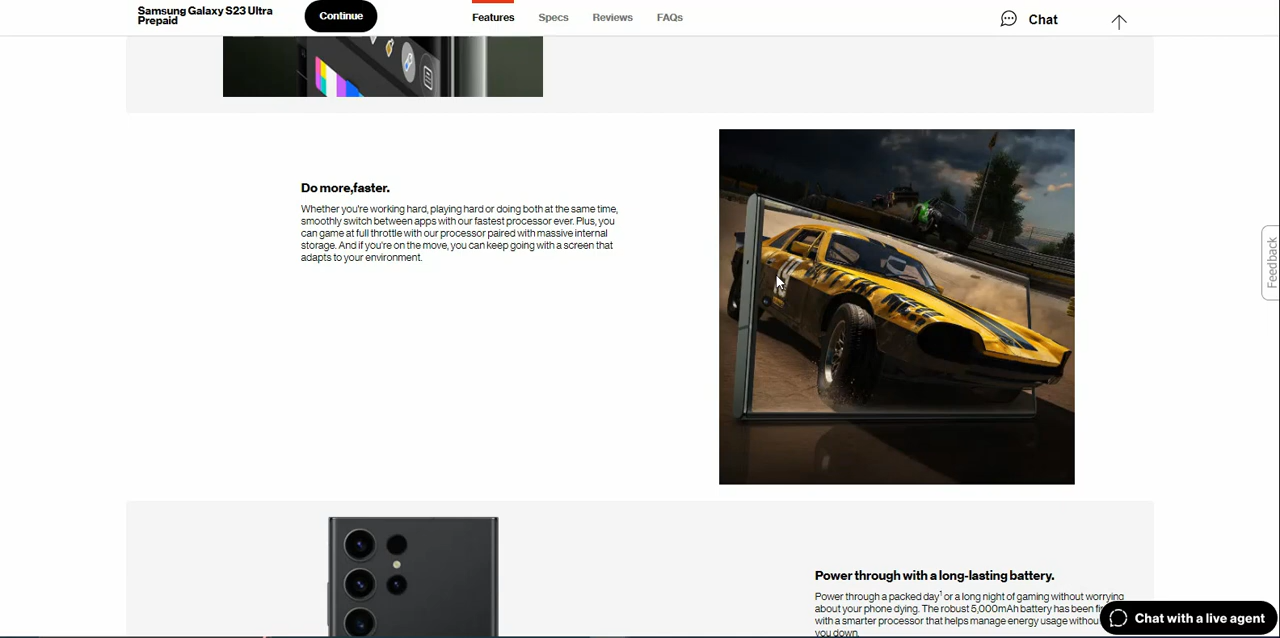 Samsung Galaxy S23 Ultra
Prepaid
Continue
Features
Specs
Reviews
FAQs
Chat
Feedback
Do more,faster.
Whether you're working hard, playing hard or doing both at the same time,
smoothly switch between apps with our fastest processor ever. Plus, you
can game at full throttle with our processor paired with massive internal
storage. And if you're on the move, you can keep going with a screen that
adapts to your environment.
Power through with a long-lasting battery.
Power through a packed day¹ or a long night of gaming without worrying
about your phone dying. The robust 5,000mAh battery has been
with a smarter processor that helps manage energy usage
you down.
Chat with a live agent